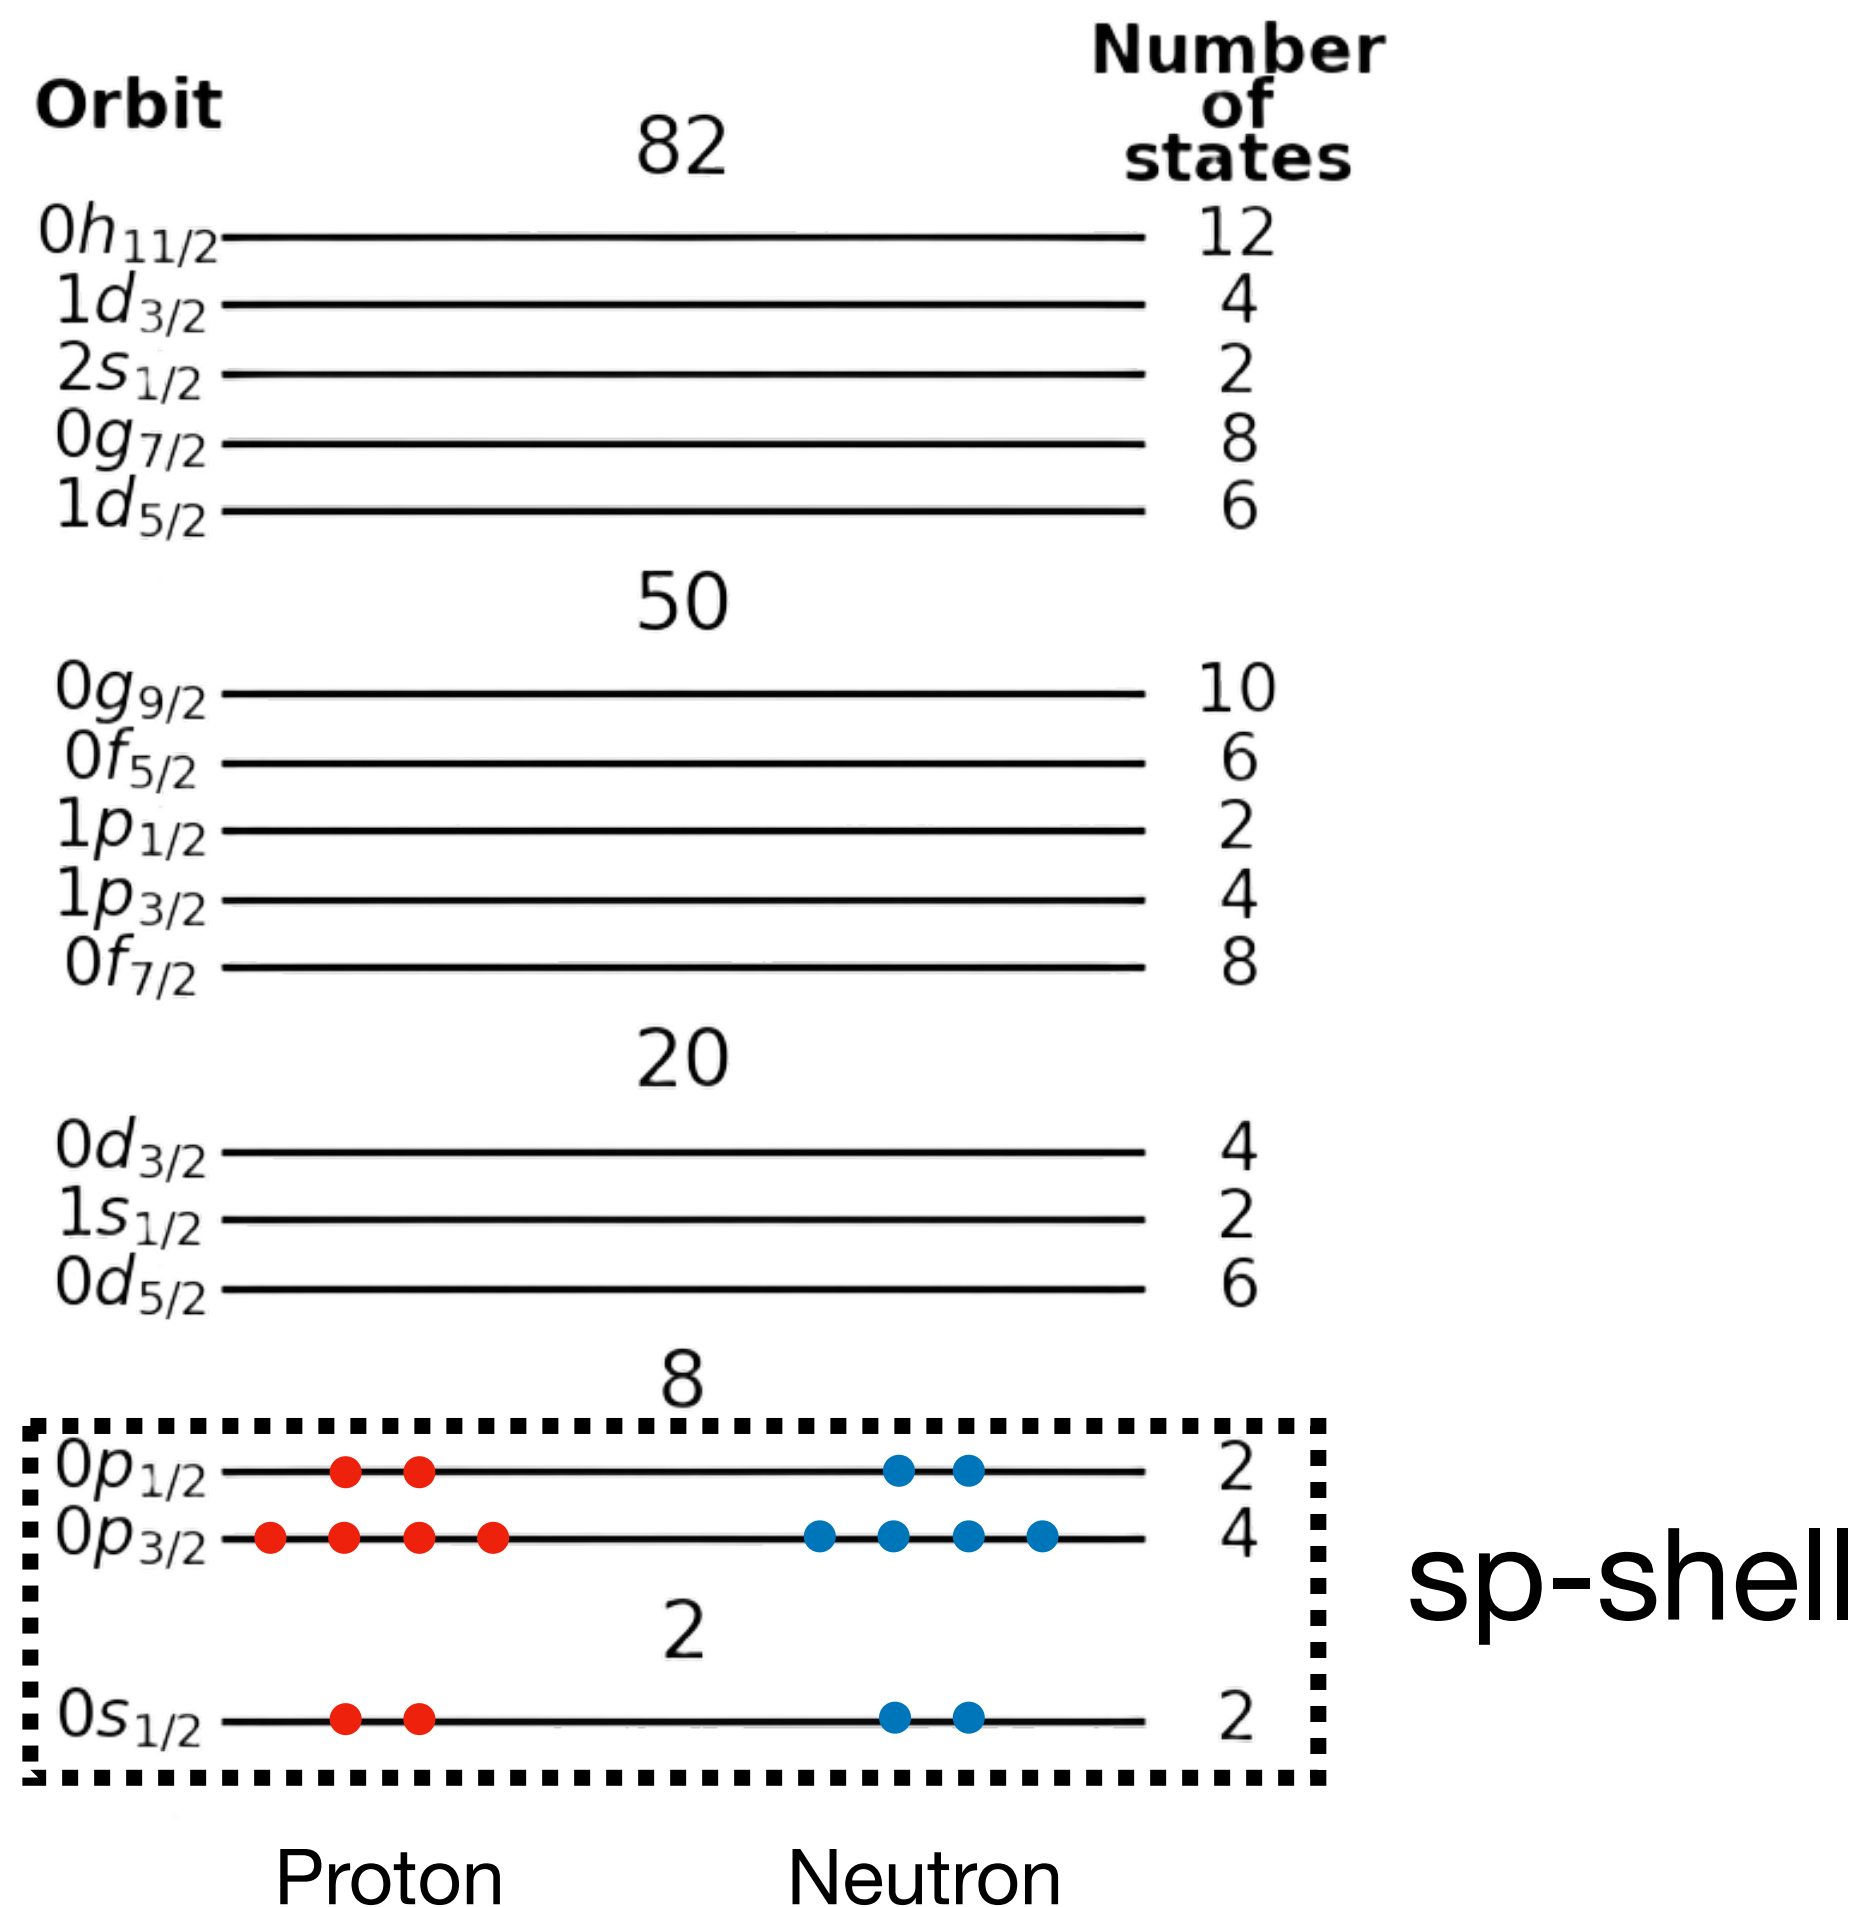 Number
of
states
Orbit
82
0h11/2 12
1d3/2 4
2s1/2 2
0g7/2 8
1d5/2 6
50
0g9/2 10
0f5/2 6
1p1/2 2
1p3/2 4
0f7/2 8
20
0d3/2 4
1s1/2 2
0d5/2 6
8
0p1/2 2
0p3/2 4
sp-shell
2
0s1/2 2
Proton Neutron